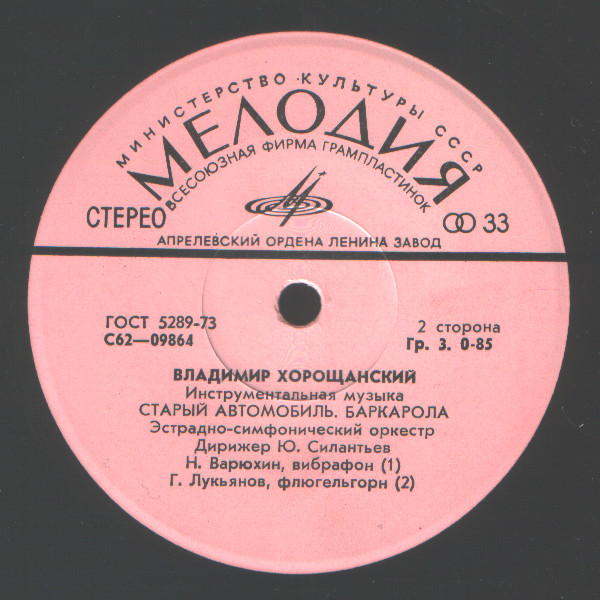 МИНИСТЕРСТВО КУЛЬТУРЫ СССР
МЕЛОДИЯ
ВСЕСОЮЗНАЯ ФИРМА ГРАМПЛАСТИНОК
СТЕРЕО
33
АПРЕЛЕВСКИЙ ОРДЕНА ЛЕНИНА ЗАВОД
ГОСТ 5289-73
2 сторона
С62—09864
Гр. 3. 0-85
ВЛАДИМИР ХОРОЩАНСКИЙ
Инструментальная музыка
СТАРЫЙ АВТОМОБИЛЬ. БАРКАРОЛА
Эстрадно-симфонический оркестр
Дирижер Ю. Силантьев
Н. Варюхин, вибрафон (1)
Г. Лукьянов, флюгельгорн (2)